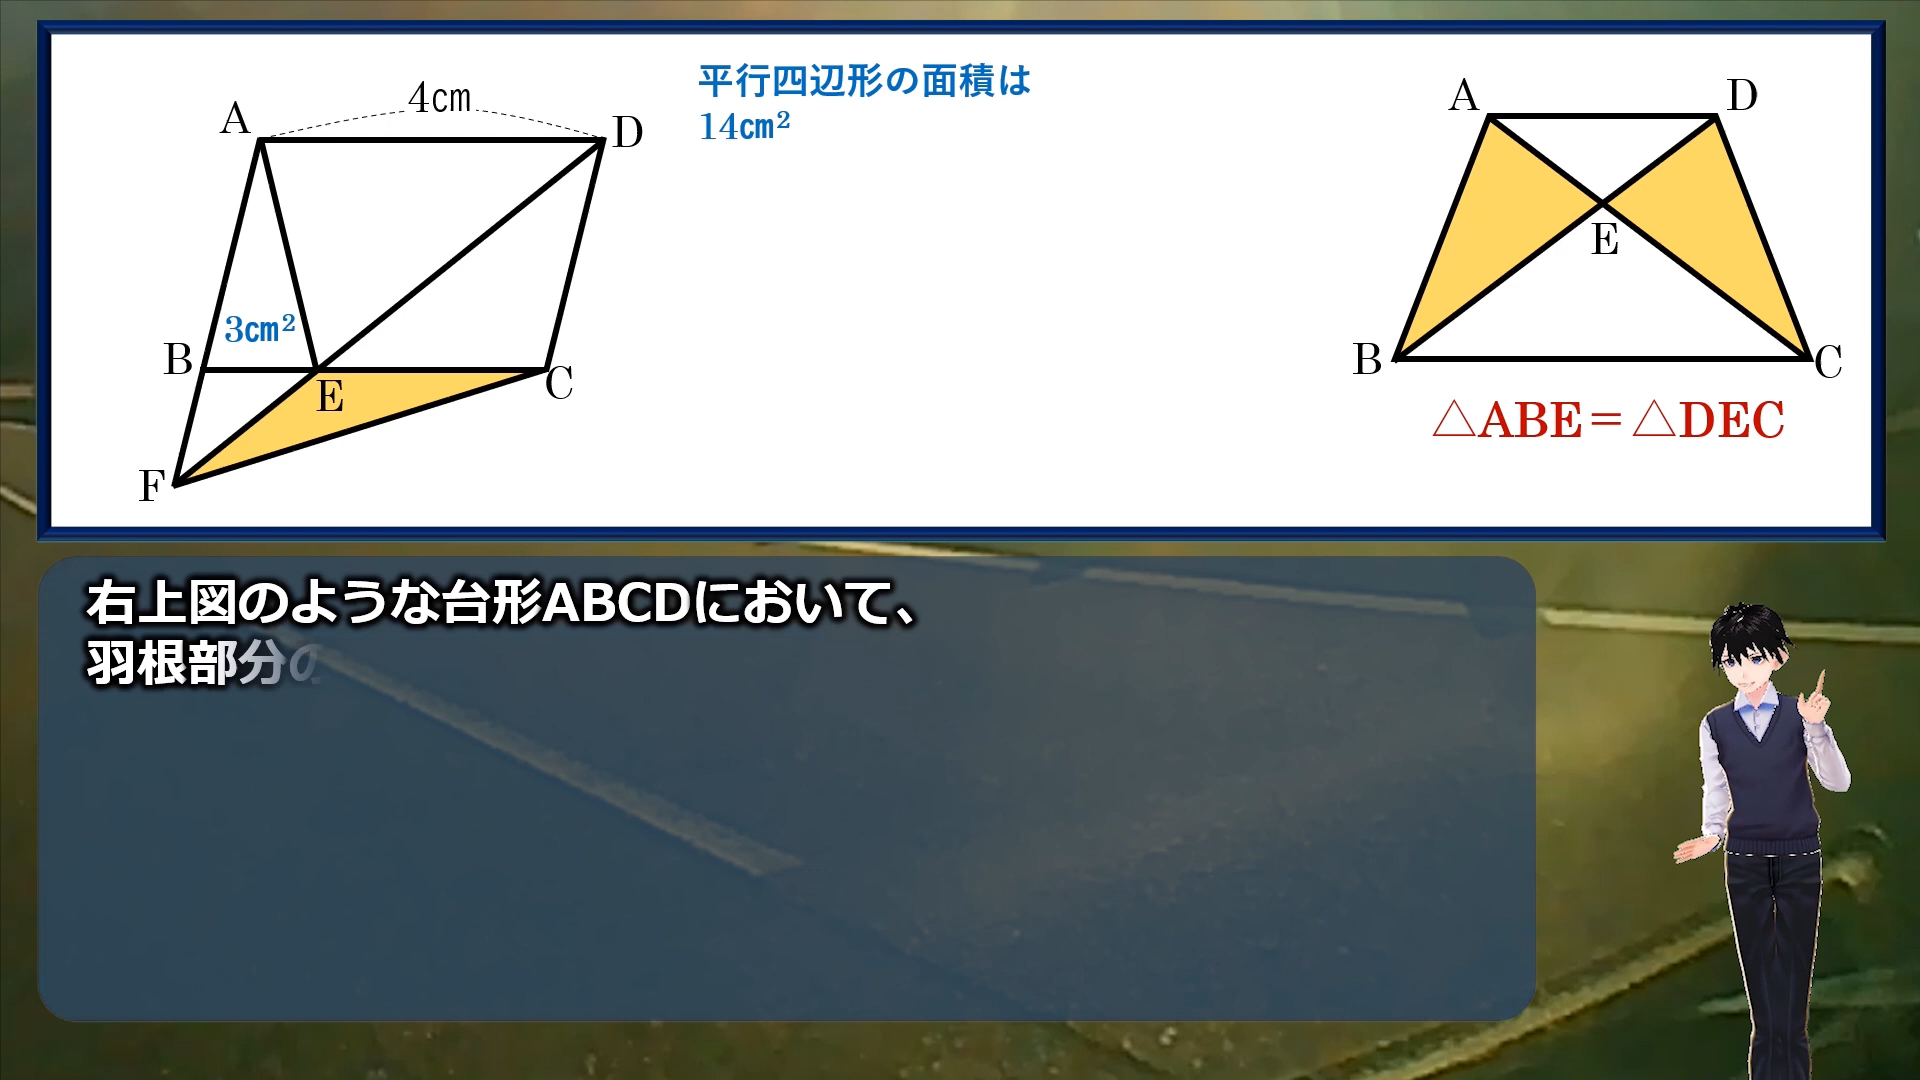 A
4cm
D
平行四辺形の面積は
14cm²
3cm²
B
E
C
F
A
D
E
B
C
△ABE＝△DEC
右上図のような台形ABCDにおいて、
羽根部分の